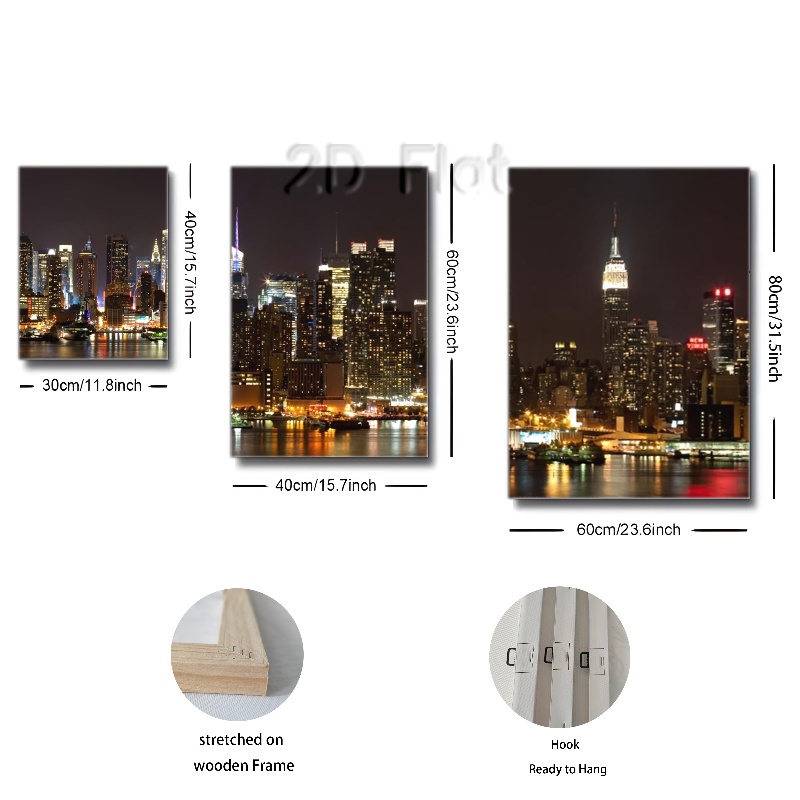 2D Flat
40cm/15.7inch
30cm/11.8inch
60cm/23.6inch
40cm/15.7inch
NEW
YORKER
80cm/31.5inch
60cm/23.6inch
stretched on
wooden Frame
Hook
Ready to Hang